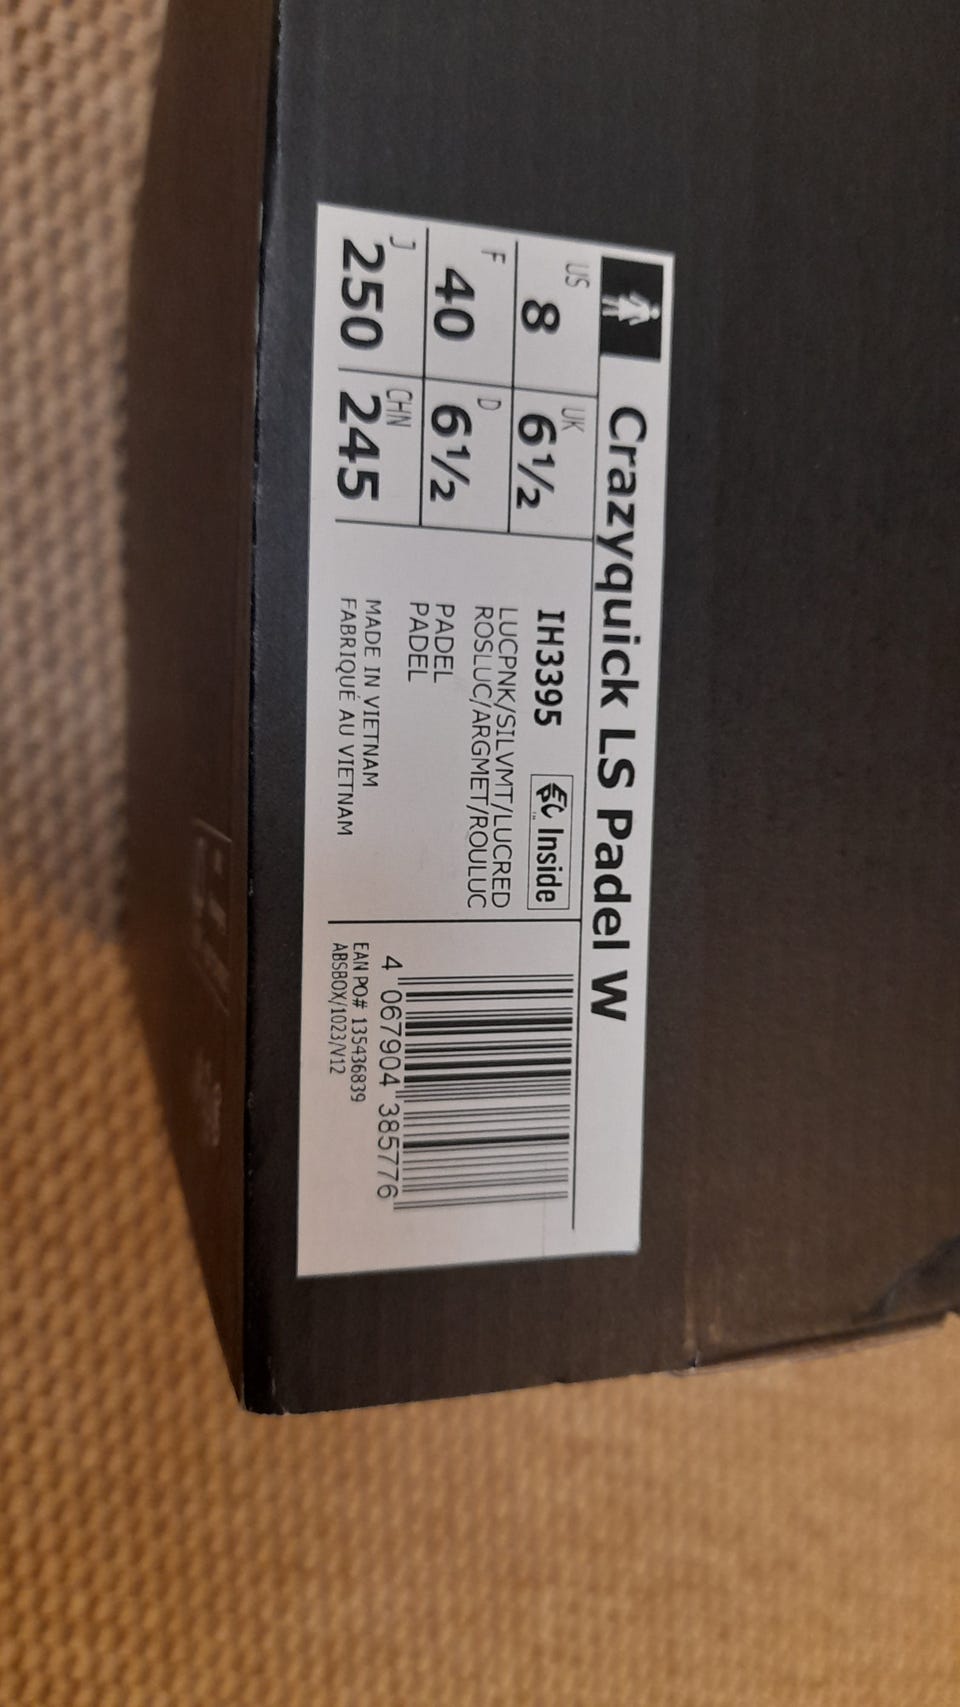 Crazyquick LS Padel W
US 8 UK 6½
F 40 D 6½
J 250 CHN 245
IH3395 Inside
LUCPNK/SILVMT/LUCRED
ROSLUC/ARGMET/ROULUC
PADEL
PADEL
MADE IN VIETNAM
FABRIQUÉ AU VIETNAM
4 067904 385776
EAN PO# 135436839
ABSBOX/1023/V12